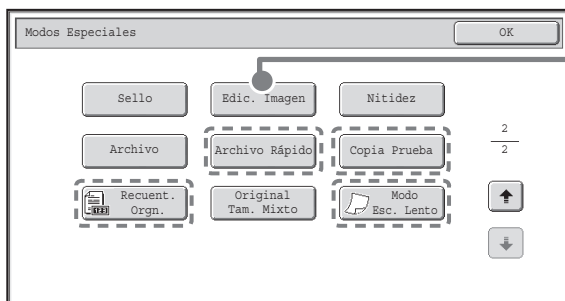 Modos Especiales OK
Sello Edic. Imagen Nitidez
2
Archivo Archivo Rápido Copia Prueba
2
Recuent. Original Modo
123 Orgn. Tam. Mixto Esc. Lento